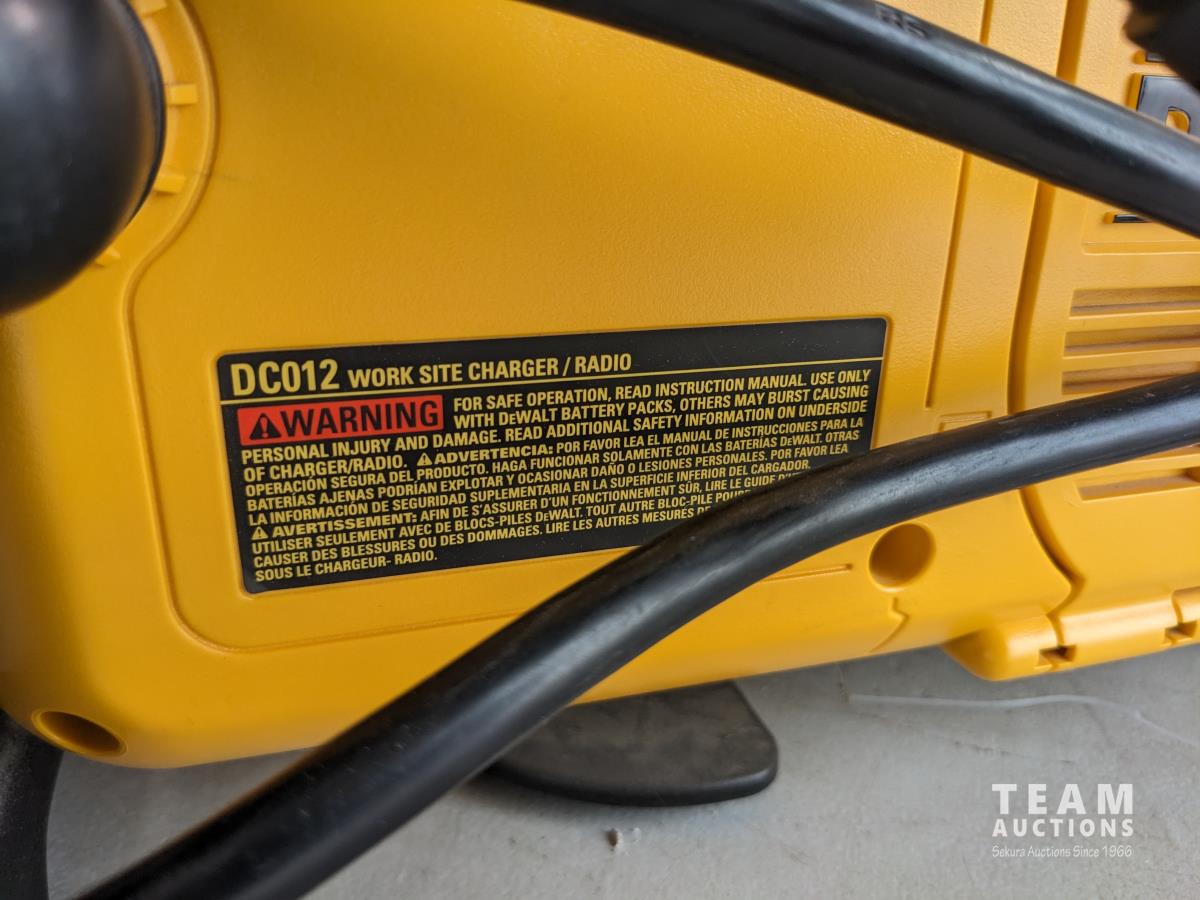 DC012 WORK SITE CHARGER / RADIO
⚠WARNING FOR SAFE OPERATION, READ INSTRUCTION MANUAL. USE ONLY
WITH DEWALT BATTERY PACKS, OTHERS MAY BURST CAUSING
PERSONAL INJURY AND DAMAGE. READ ADDITIONAL SAFETY INFORMATION ON UNDERSIDE
OF CHARGER/RADIO. ⚠ ADVERTENCIA: POR FAVOR LEA EL MANUAL DE INSTRUCCIONES PARA LA
OPERACIÓN SEGURA DEL PRODUCTO. HAGA FUNCIONAR SOLAMENTE CON LAS BATERÍAS DEWALT. OTRAS
BATERÍAS AJENAS PODRÍAN EXPLOTAR Y OCASIONAR DAÑO O LESIONES PERSONALES. POR FAVOR LEA
LA INFORMACIÓN DE SEGURIDAD SUPLEMENTARIA EN LA SUPERFICIE INFERIOR DEL CARGADOR.
⚠ AVERTISSEMENT: AFIN DE S'ASSURER D'UN FONCTIONNEMENT SÛR, LIRE LE GUIDE
UTILISER SEULEMENT AVEC DE BLOCS-PILES DEWALT. TOUT AUTRE BLOC-PILE
CAUSER DES BLESSURES OU DES DOMMAGES. LIRE LES AUTRES MESURES
SOUS LE CHARGEUR- RADIO.
TEAM
AUCTIONS
Sekura Auctions Since 1966